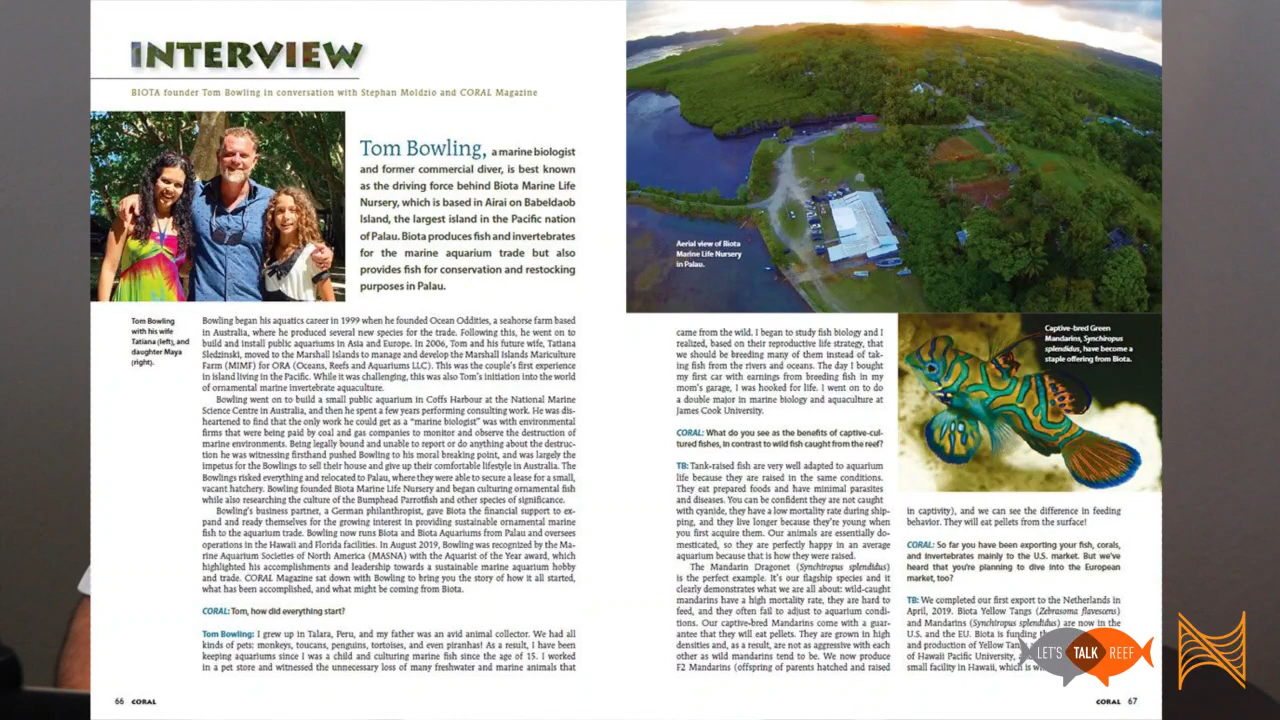 INTERVIEW
BIOTA founder Tom Bowling in conversation with Stephan Moldzio and CORAL Magazine
Tom Bowling, a marine biologist
and former commercial diver, is best known
as the driving force behind Biota Marine Life
Nursery, which is based in Airai on Babeldaob
Island, the largest island in the Pacific nation
of Palau. Biota produces fish and invertebrates
for the marine aquarium trade but also
provides fish for conservation and restocking
purposes in Palau.
Tom Bowling
with his wife
Tatiana (left), and
daughter Maya
(right).
Bowling began his aquatics career in 1999 when he founded Ocean Oddities, a seahorse farm based
in Australia, where he produced several new species for the trade. Following this, he went on to
build and install public aquariums in Asia and Europe. In 2006, Tom and his future wife, Tatiana
Sledzinski, moved to the Marshall Islands to manage and develop the Marshall Islands Mariculture
Farm (MIMF) for ORA (Oceans, Reefs and Aquariums LLC). This was the couple's first experience
in island living in the Pacific. While it was challenging, this was also Tom's initiation into the world
of ornamental marine invertebrate aquaculture.
Bowling went on to build a small public aquarium in Coffs Harbour at the National Marine
Science Centre in Australia, and then he spent a few years performing consulting work. He was dis-
heartened to find that the only work he could get as a "marine biologist" was with environmental
firms that were being paid by coal and gas companies to monitor and observe the destruction of
marine environments. Being legally bound and unable to report or do anything about the destruc-
tion he was witnessing firsthand pushed Bowling to his moral breaking point, and was largely the
impetus for the Bowlings to sell their house and give up their comfortable lifestyle in Australia. The
Bowlings risked everything and relocated to Palau, where they were able to secure a lease for a small,
vacant hatchery. Bowling founded Biota Marine Life Nursery and began culturing ornamental fish
while also researching the culture of the Bumphead Parrotfish and other species of significance.
Bowling's business partner, a German philanthropist, gave Biota the financial support to ex-
pand and ready themselves for the growing interest in providing sustainable ornamental marine
fish to the aquarium trade. Bowling now runs Biota and Biota Aquariums from Palau and oversees
operations in the Hawaii and Florida facilities. In August 2019, Bowling was recognized by the Ma-
rine Aquarium Societies of North America (MASNA) with the Aquarist of the Year award, which
highlighted his accomplishments and leadership towards a sustainable marine aquarium hobby
and trade. CORAL Magazine sat down with Bowling to bring you the story of how it all started,
what has been accomplished, and what might be coming from Biota.
CORAL: Tom, how did everything start?
Tom Bowling: I grew up in Talara, Peru, and my father was an avid animal collector. We had all
kinds of pets: monkeys, toucans, penguins, tortoises, and even piranhas! As a result, I have been
keeping aquariums since I was a child and culturing marine fish since the age of 15. I worked
in a pet store and witnessed the unnecessary loss of many freshwater and marine animals that
66 CORAL
Aerial view of Biota
Marine Life Nursery
in Palau.
came from the wild. I began to study fish biology and I
realized, based on their reproductive life strategy, that
we should be breeding many of them instead of tak-
ing fish from the rivers and oceans. The day I bought
my first car with earnings from breeding fish in my
mom's garage, I was hooked for life. I went on to do
a double major in marine biology and aquaculture at
James Cook University.
CORAL: What do you see as the benefits of captive-cul-
tured fishes, in contrast to wild fish caught from the reef?
TB: Tank-raised fish are very well adapted to aquarium
life because they are raised in the same conditions.
They eat prepared foods and have minimal parasites
and diseases. You can be confident they are not caught
with cyanide, they have a low mortality rate during ship-
ping, and they live longer because they're young when
you first acquire them. Our animals are essentially do-
mesticated, so they are perfectly happy in an average
aquarium because that is how they were raised.
The Mandarin Dragonet (Synchiropus splendidus)
is the perfect example. It's our flagship species and it
clearly demonstrates what we are all about: wild-caught
mandarins have a high mortality rate, they are hard to
feed, and they often fail to adjust to aquarium condi-
tions. Our captive-bred Mandarins come with a guar-
antee that they will eat pellets. They are grown in high
densities and, as a result, are not as aggressive with each
other as wild mandarins tend to be. We now produce
F2 Mandarins (offspring of parents hatched and raised
Captive-bred Green
Mandarins, Synchiropus
splendidus, have become a
staple offering from Biota.
in captivity), and we can see the difference in feeding
behavior. They will eat pellets from the surface!
CORAL: So far you have been exporting your fish, corals,
and invertebrates mainly to the U.S. market. But we've
heard that you're planning to dive into the European
market, too?
TB: We completed our first export to the Netherlands in
April, 2019. Biota Yellow Tangs (Zebrasoma flavescens)
and Mandarins (Synchiropus splendidus) are now in the
U.S. and the EU. Biota is funding
and production of Yellow Tan
of Hawaii Pacific University,
small facility in Hawaii, which is
LET'S TALK REEF
CORAL 67